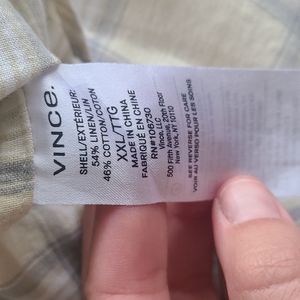 VINCE.
SHELL/EXTÉRIEUR:
54% LINEN/LIN
46% COTTON/COTON
XXL/TTG
MADE IN CHINA
FABRIQUÉ EN CHINE
RN#106730
Vince, LLC
500 Fifth Avenue, 20th Floor
New York, NY 10110
SEE REVERSE FOR CARE
VOIR AU VERSO POUR LES SOINS